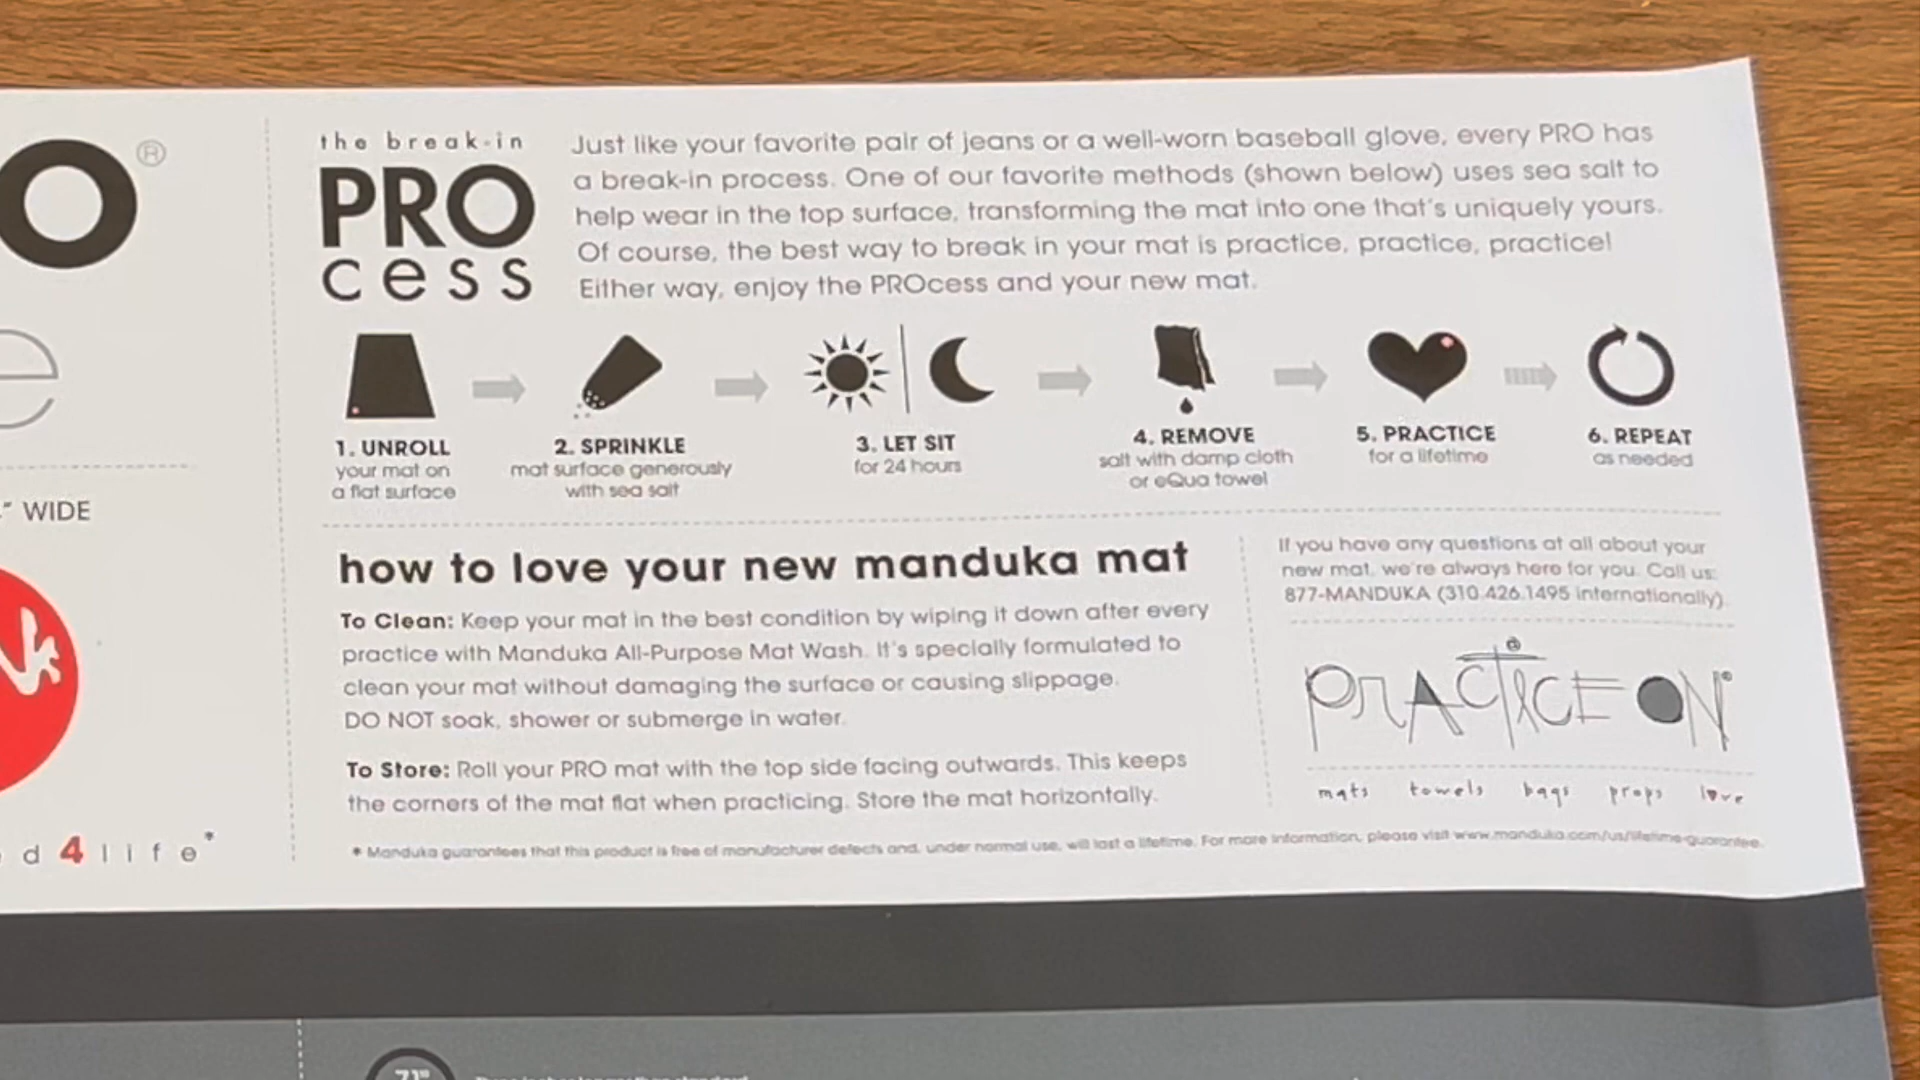 O®
e
" WIDE
d4life*
the break-in
PRO
cess
Just like your favorite pair of jeans or a well-worn baseball glove, every PRO has
a break-in process. One of our favorite methods (shown below) uses sea salt to
help wear in the top surface, transforming the mat into one that's uniquely yours.
Of course, the best way to break in your mat is practice, practice, practice!
Either way, enjoy the PROcess and your new mat.
1. UNROLL
your mat on
a flat surface
2. SPRINKLE
mat surface generously
with sea salt
3. LET SIT
for 24 hours
4. REMOVE
salt with damp cloth
or eQua towel
5. PRACTICE
for a lifetime
6. REPEAT
as needed
how to love your new manduka mat
To Clean: Keep your mat in the best condition by wiping it down after every
practice with Manduka All-Purpose Mat Wash. It's specially formulated to
clean your mat without damaging the surface or causing slippage.
DO NOT soak, shower or submerge in water.
To Store: Roll your PRO mat with the top side facing outwards. This keeps
the corners of the mat flat when practicing. Store the mat horizontally.
If you have any questions at all about your
new mat, we're always here for you. Call us:
877-MANDUKA (310.426.1495 internationally).
PRACTICE ON®
mats towels bags props love
* Manduka guarantees that this product is free of manufacturer defects and, under normal use, will last a lifetime. For more information, please visit www.manduka.com/us/lifetime-guarantee.
71"